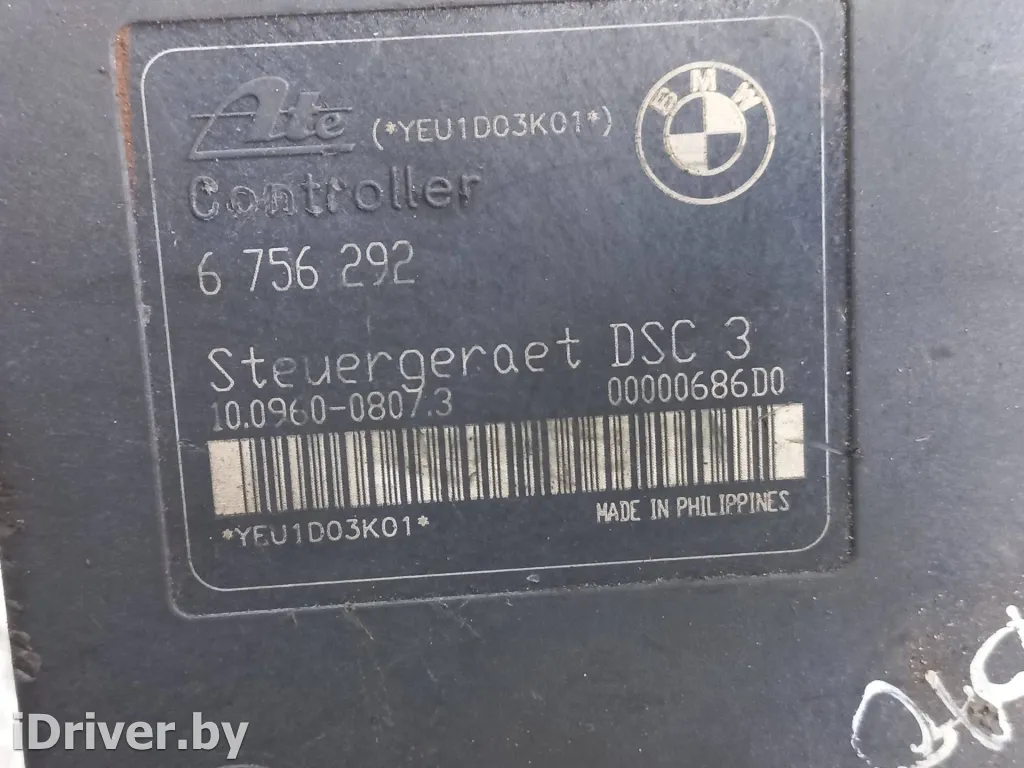 Ate (*YEU1D03K01*) BMW
Controller
6 756 292
Steuergeraet DSC 3
10.0960-0807.3 00000686D0
*YEU1D03K01* MADE IN PHILIPPINES
iDriver.by